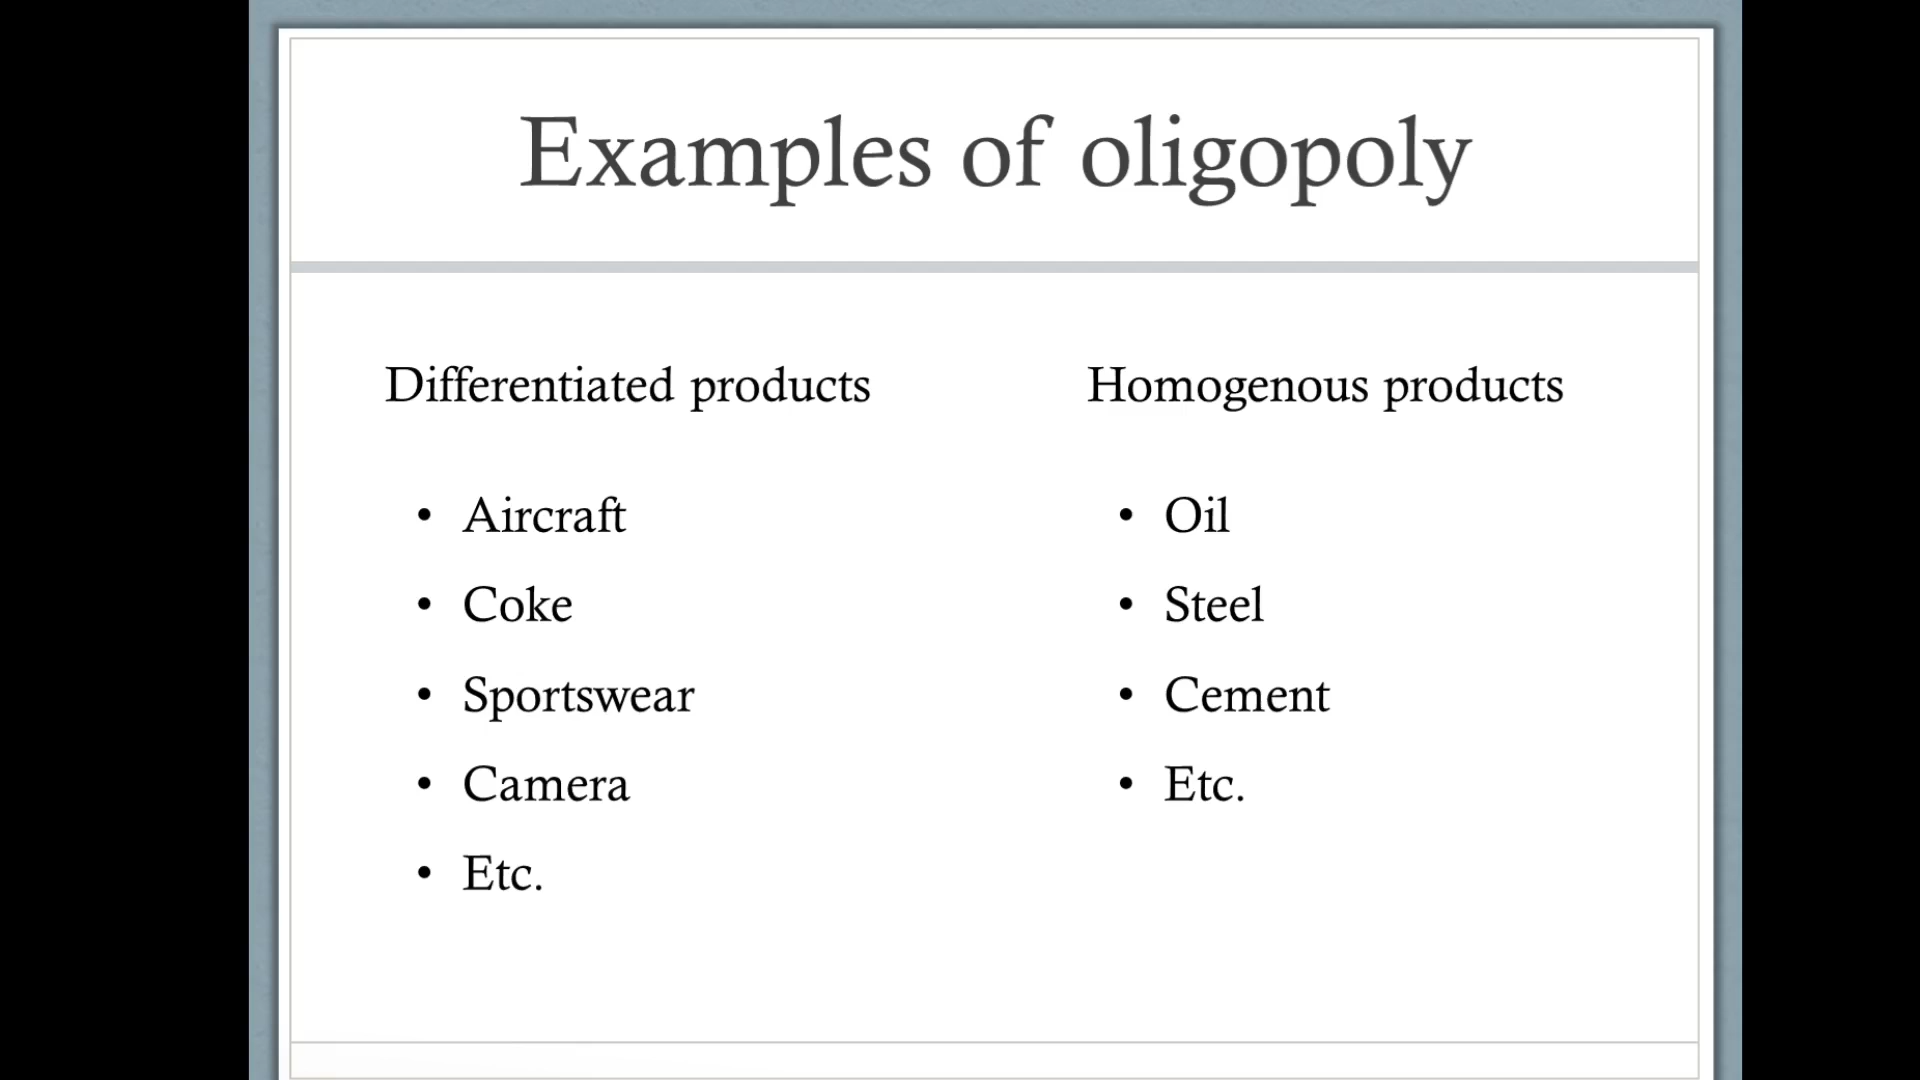 Examples of oligopoly
Differentiated products
• Aircraft
• Coke
• Sportswear
• Camera
• Etc.
Homogenous products
• Oil
• Steel
• Cement
• Etc.